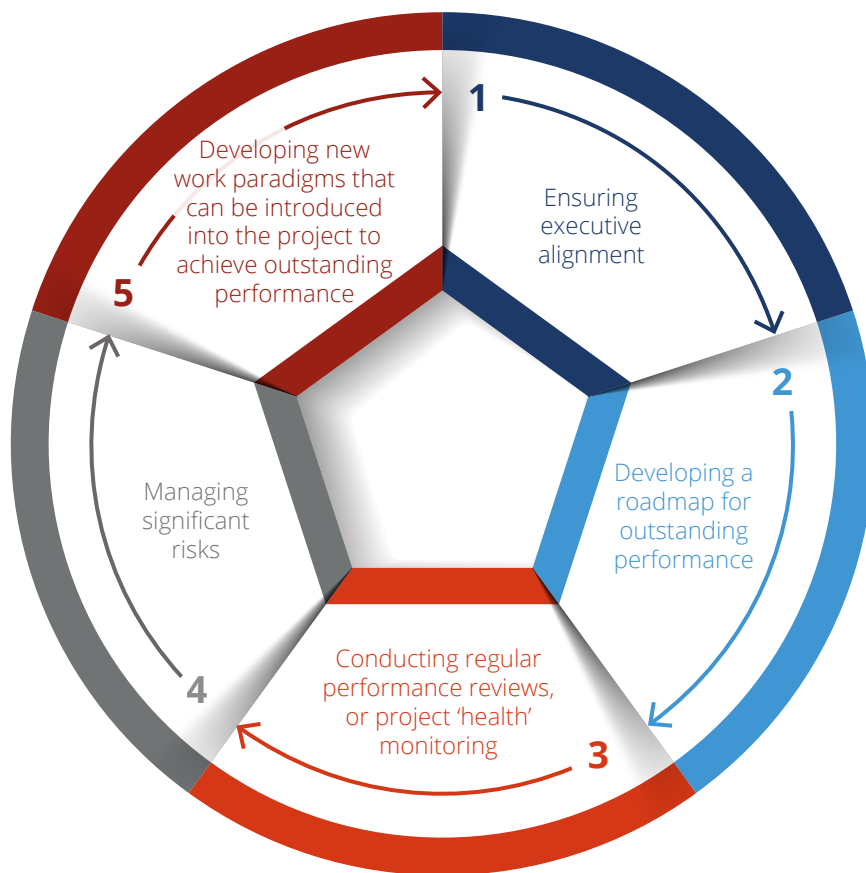 1
Ensuring
executive
alignment
2
Developing a
roadmap for
outstanding
performance
3
Conducting regular
performance reviews,
or project ‘health’
monitoring
4
Managing
significant
risks
5
Developing new
work paradigms that
can be introduced
into the project to
achieve outstanding
performance